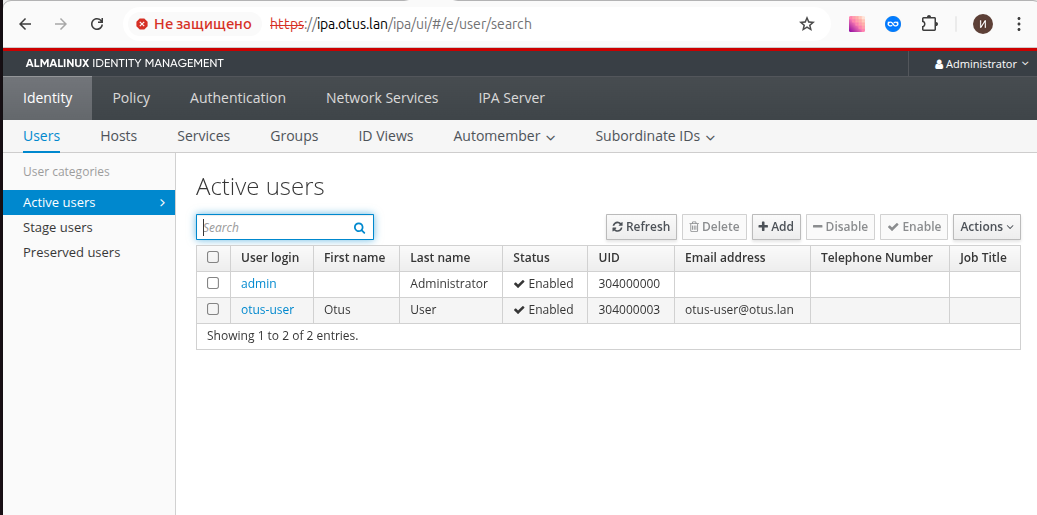 Не защищено https://ipa.otus.lan/ipa/ui/#/e/user/search И
ALMALINUX IDENTITY MANAGEMENT Administrator
Identity Policy Authentication Network Services IPA Server
Users Hosts Services Groups ID Views Automember Subordinate IDs
User categories
Active users
Stage users
Preserved users
Active users
Search Refresh Delete Add Disable Enable Actions
User login First name Last name Status UID Email address Telephone Number Job Title
admin Administrator Enabled 304000000
otus-user Otus User Enabled 304000003 otus-user@otus.lan
Showing 1 to 2 of 2 entries.